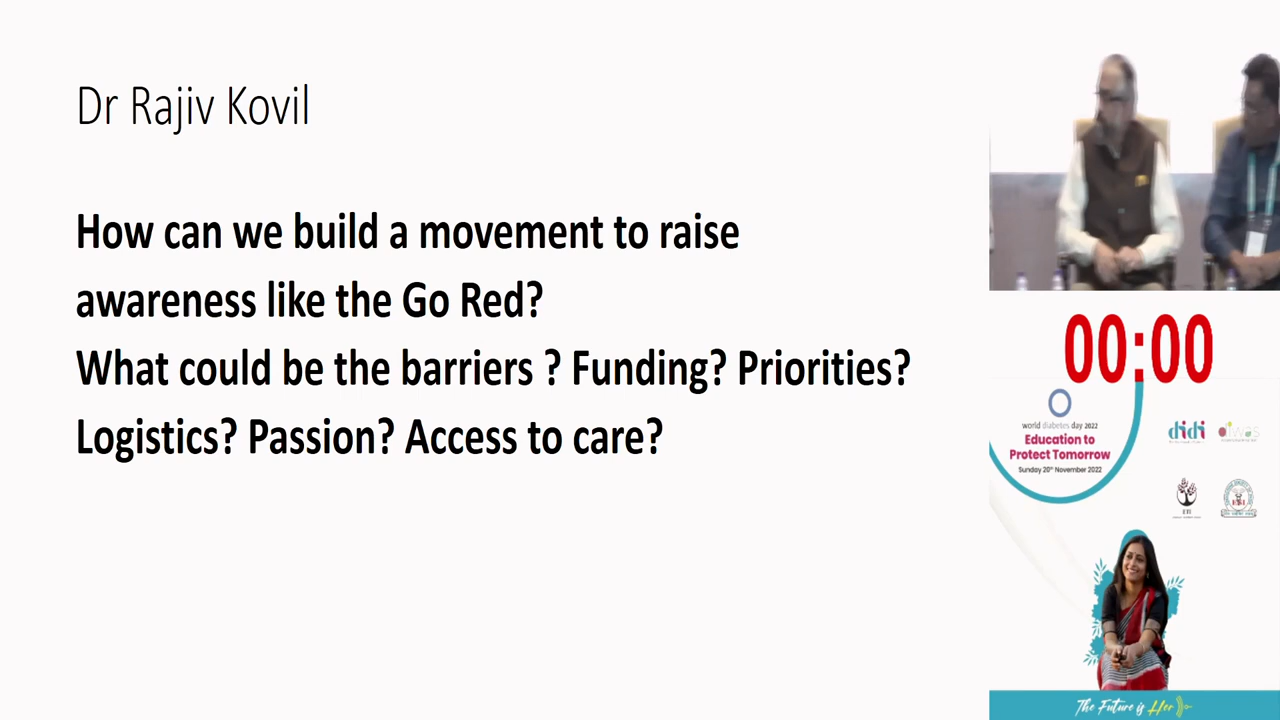 Dr Rajiv Kovil
How can we build a movement to raise
awareness like the Go Red?
What could be the barriers ? Funding? Priorities?
Logistics? Passion? Access to care?
00:00
world diabetes day 2022
Education to
Protect Tomorrow
Sunday 20th November 2022
didi
The Future is Her